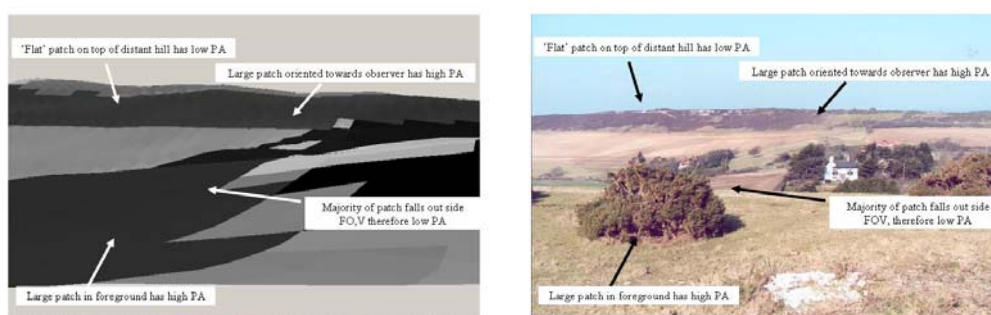 'Flat' patch on top of distant hill has low PA
Large patch oriented towards observer has high PA
Majority of patch falls out side
FO,V therefore low PA
Large patch in foreground has high PA
'Flat' patch on top of distant hill has low PA
Large patch oriented towards observer has high PA
Majority of patch falls out side
FOV, therefore low PA
Large patch in foreground has high PA